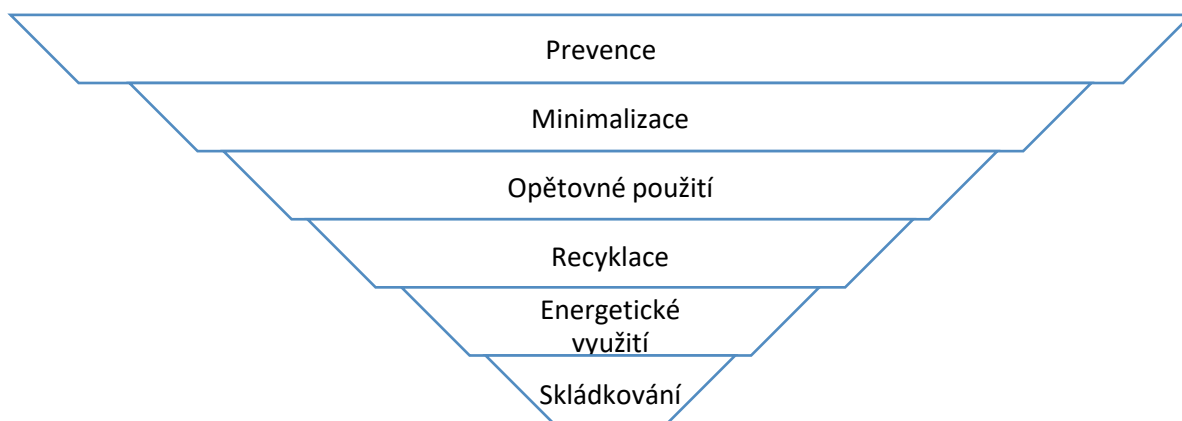 Prevence
Minimalizace
Opětovné použití
Recyklace
Energetické
využití
Skládkování